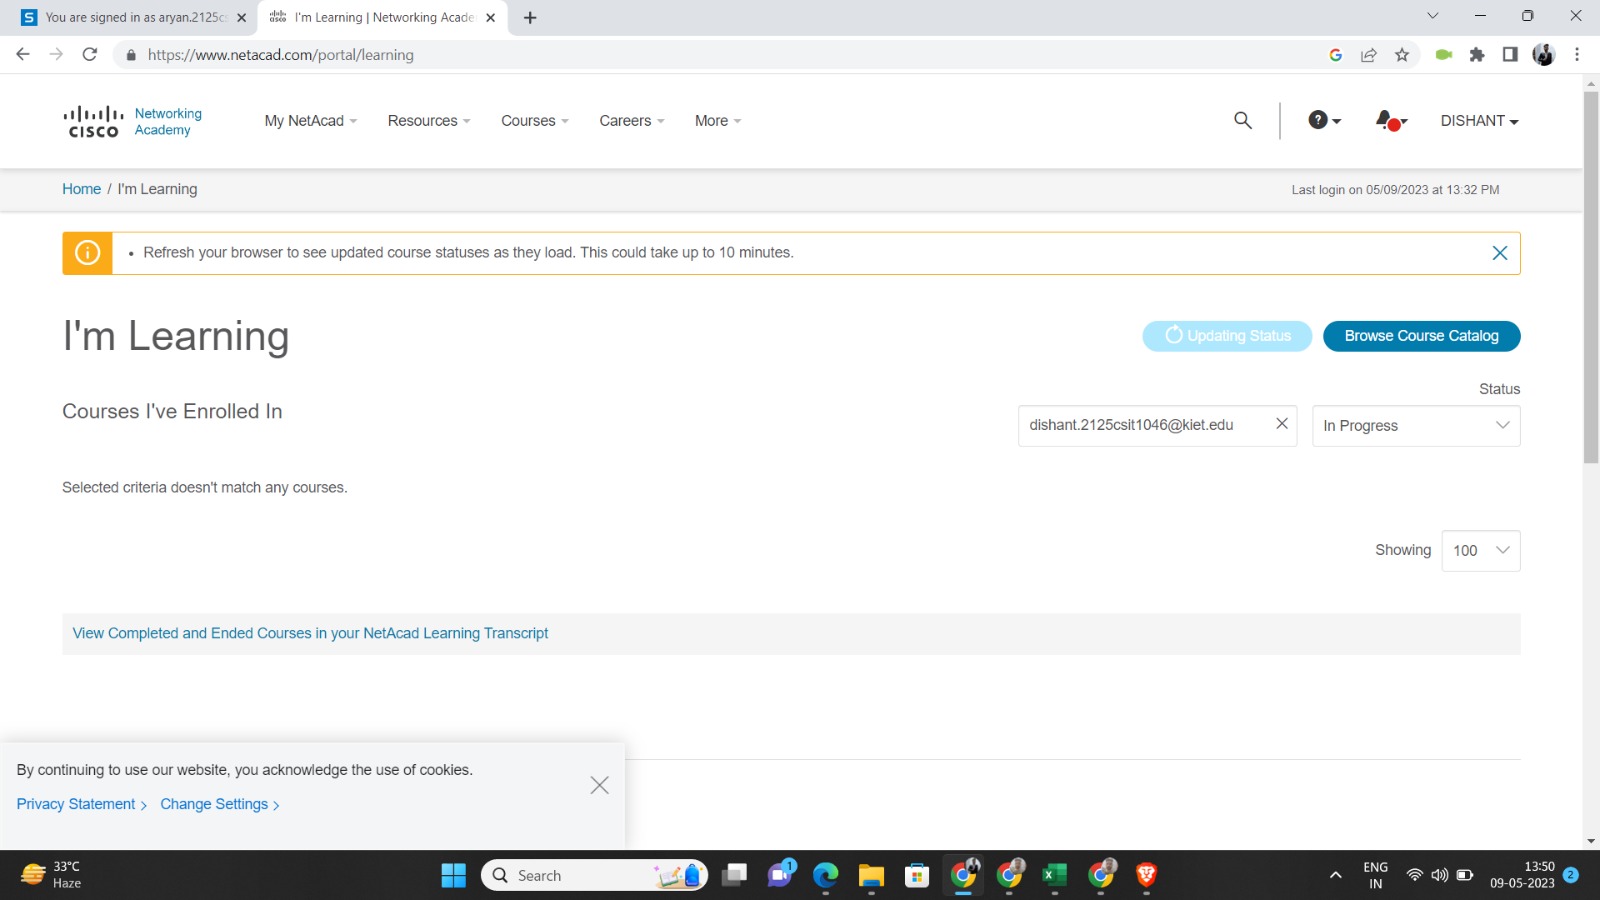 You are signed in as aryan.2125cs
I'm Learning | Networking Acade
https://www.netacad.com/portal/learning
CISCO
Networking
Academy
My NetAcad
Resources
Courses
Careers
More
DISHANT
Home / I'm Learning
Last login on 05/09/2023 at 13:32 PM
• Refresh your browser to see updated course statuses as they load. This could take up to 10 minutes.
I'm Learning
Updating Status
Browse Course Catalog
Status
Courses I've Enrolled In
dishant.2125csit1046@kiet.edu
In Progress
Selected criteria doesn't match any courses.
Showing
100
View Completed and Ended Courses in your NetAcad Learning Transcript
By continuing to use our website, you acknowledge the use of cookies.
Privacy Statement >
Change Settings >
33°C
Haze
Search
1
ENG
IN
13:50
09-05-2023
2